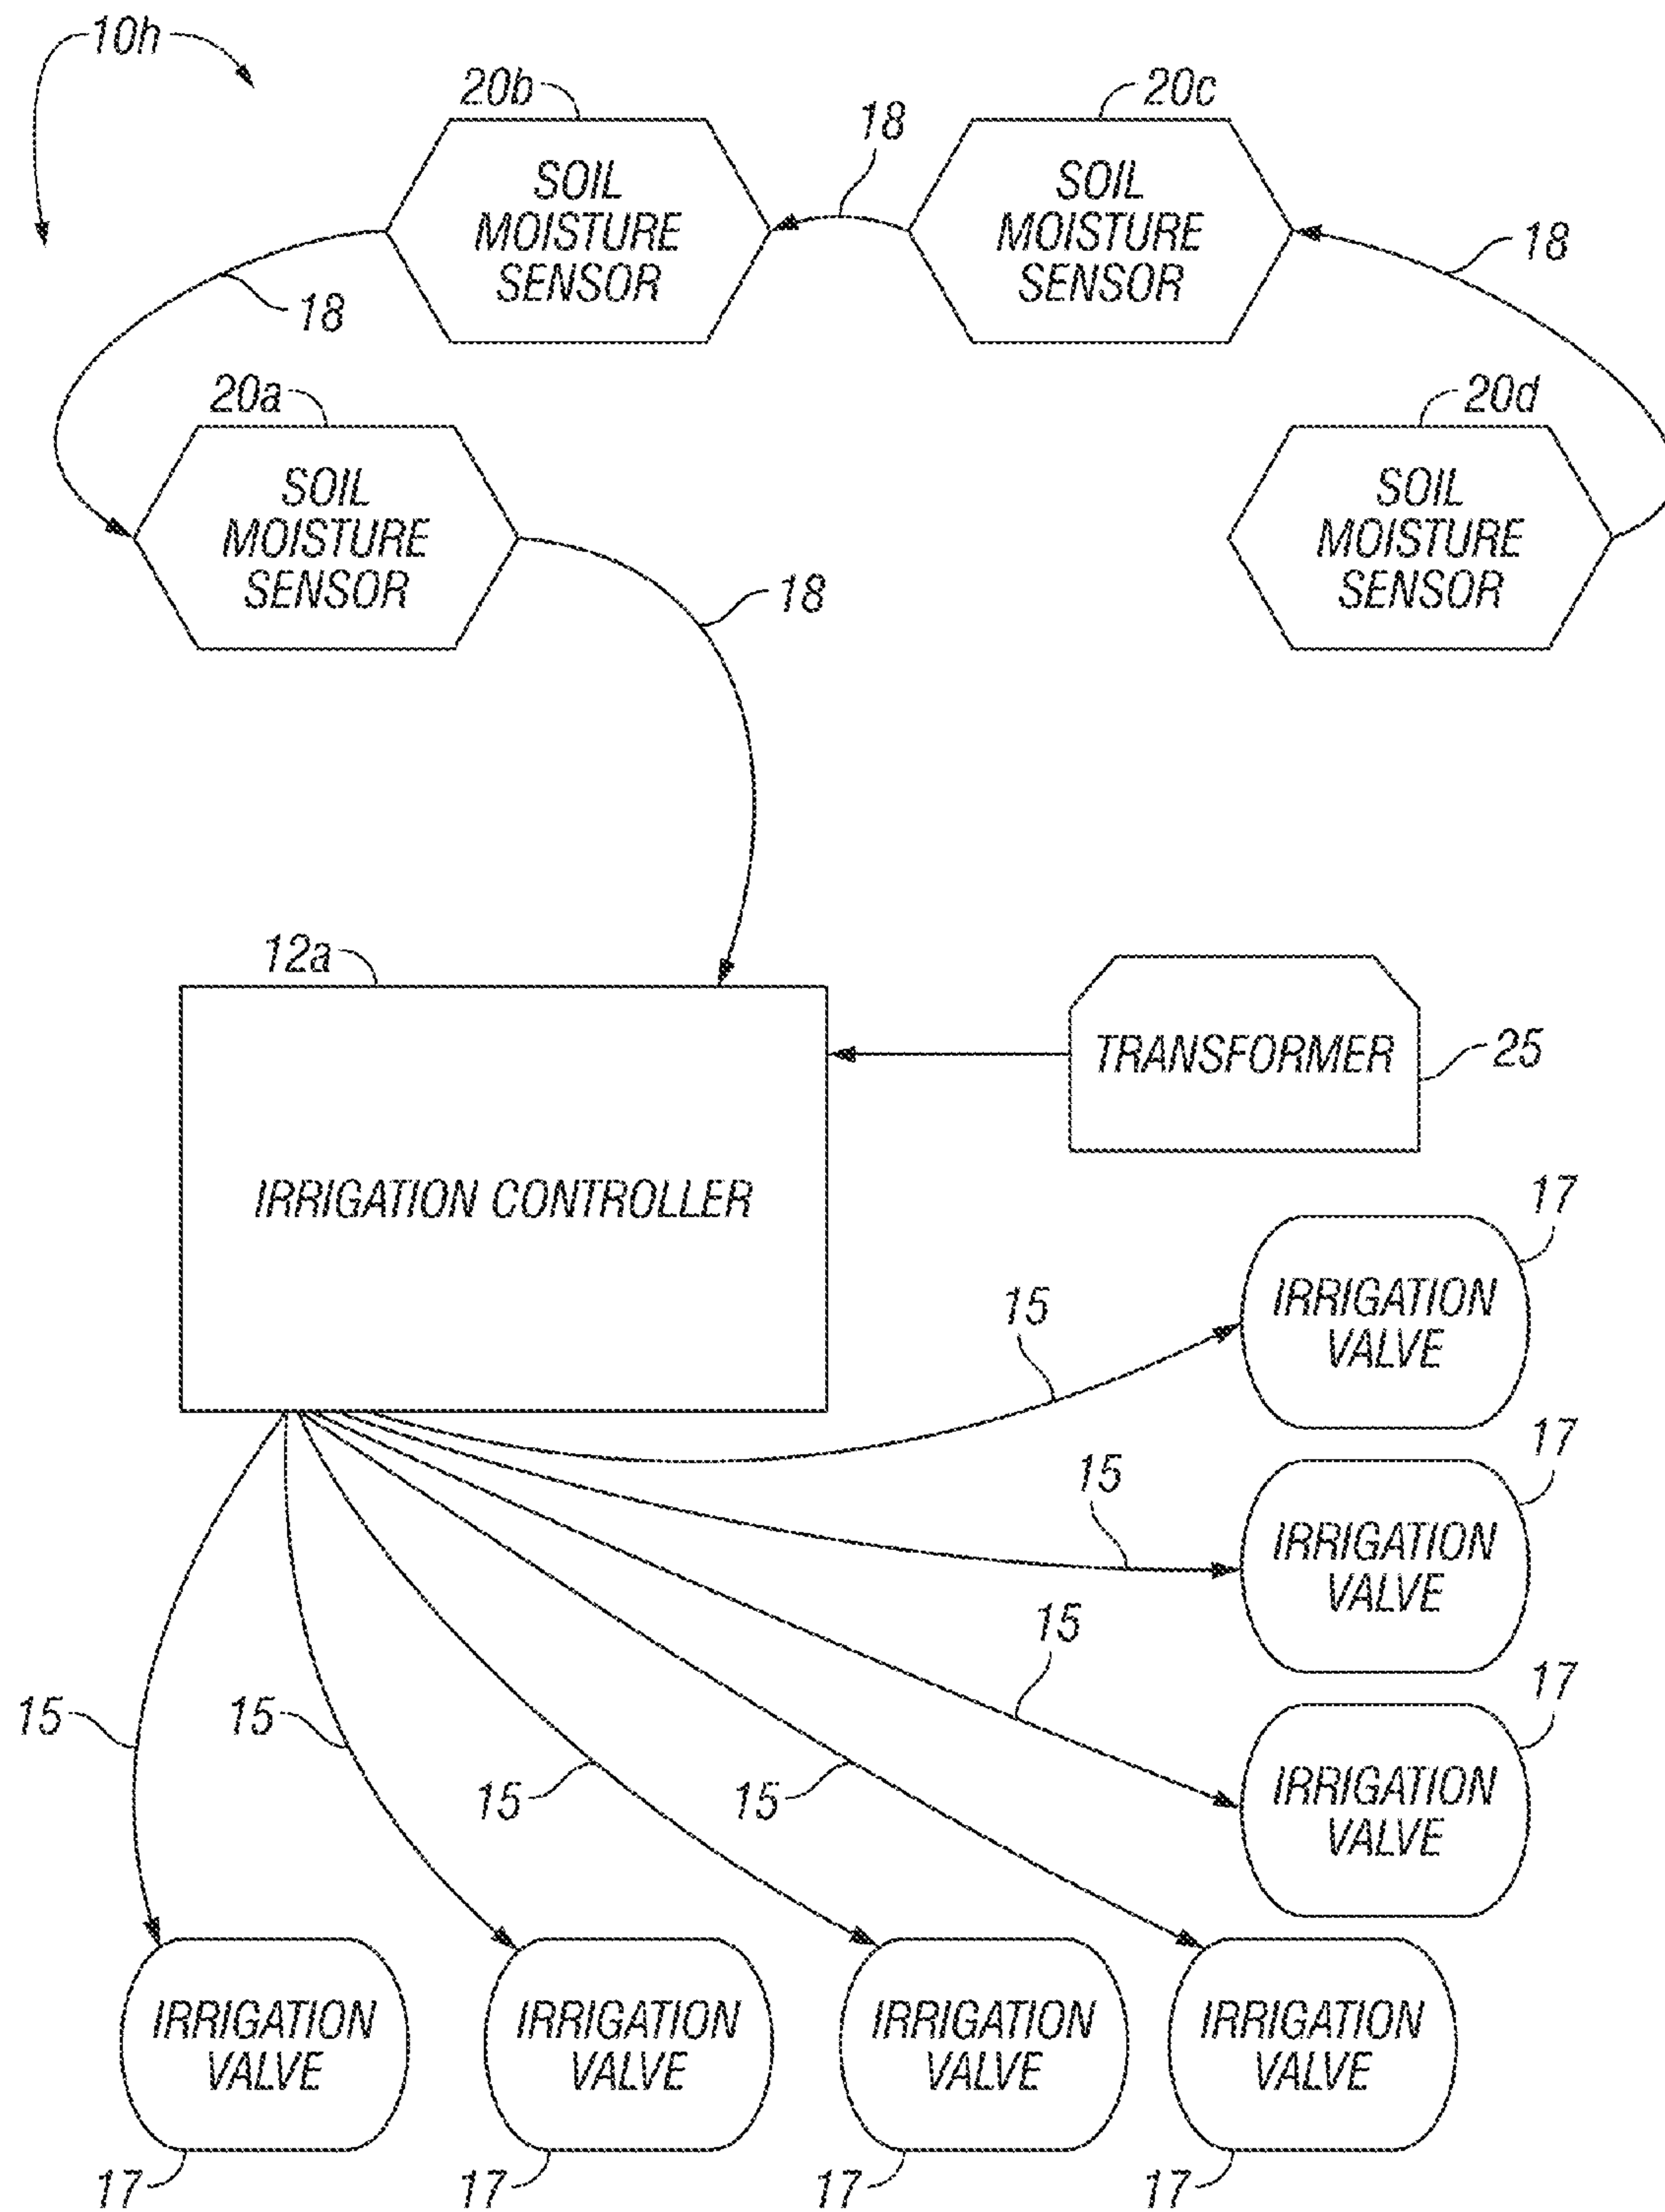 10h
20b
20c
18
SOIL
MOISTURE
SENSOR
SOIL
MOISTURE
SENSOR
18
18
20a
20d
SOIL
MOISTURE
SENSOR
SOIL
MOISTURE
SENSOR
18
12a
TRANSFORMER
25
IRRIGATION CONTROLLER
17
15
IRRIGATION
VALVE
17
15
IRRIGATION
VALVE
15
17
IRRIGATION
VALVE
15
15
15
15
IRRIGATION
VALVE
IRRIGATION
VALVE
IRRIGATION
VALVE
IRRIGATION
VALVE
17
17
17
17